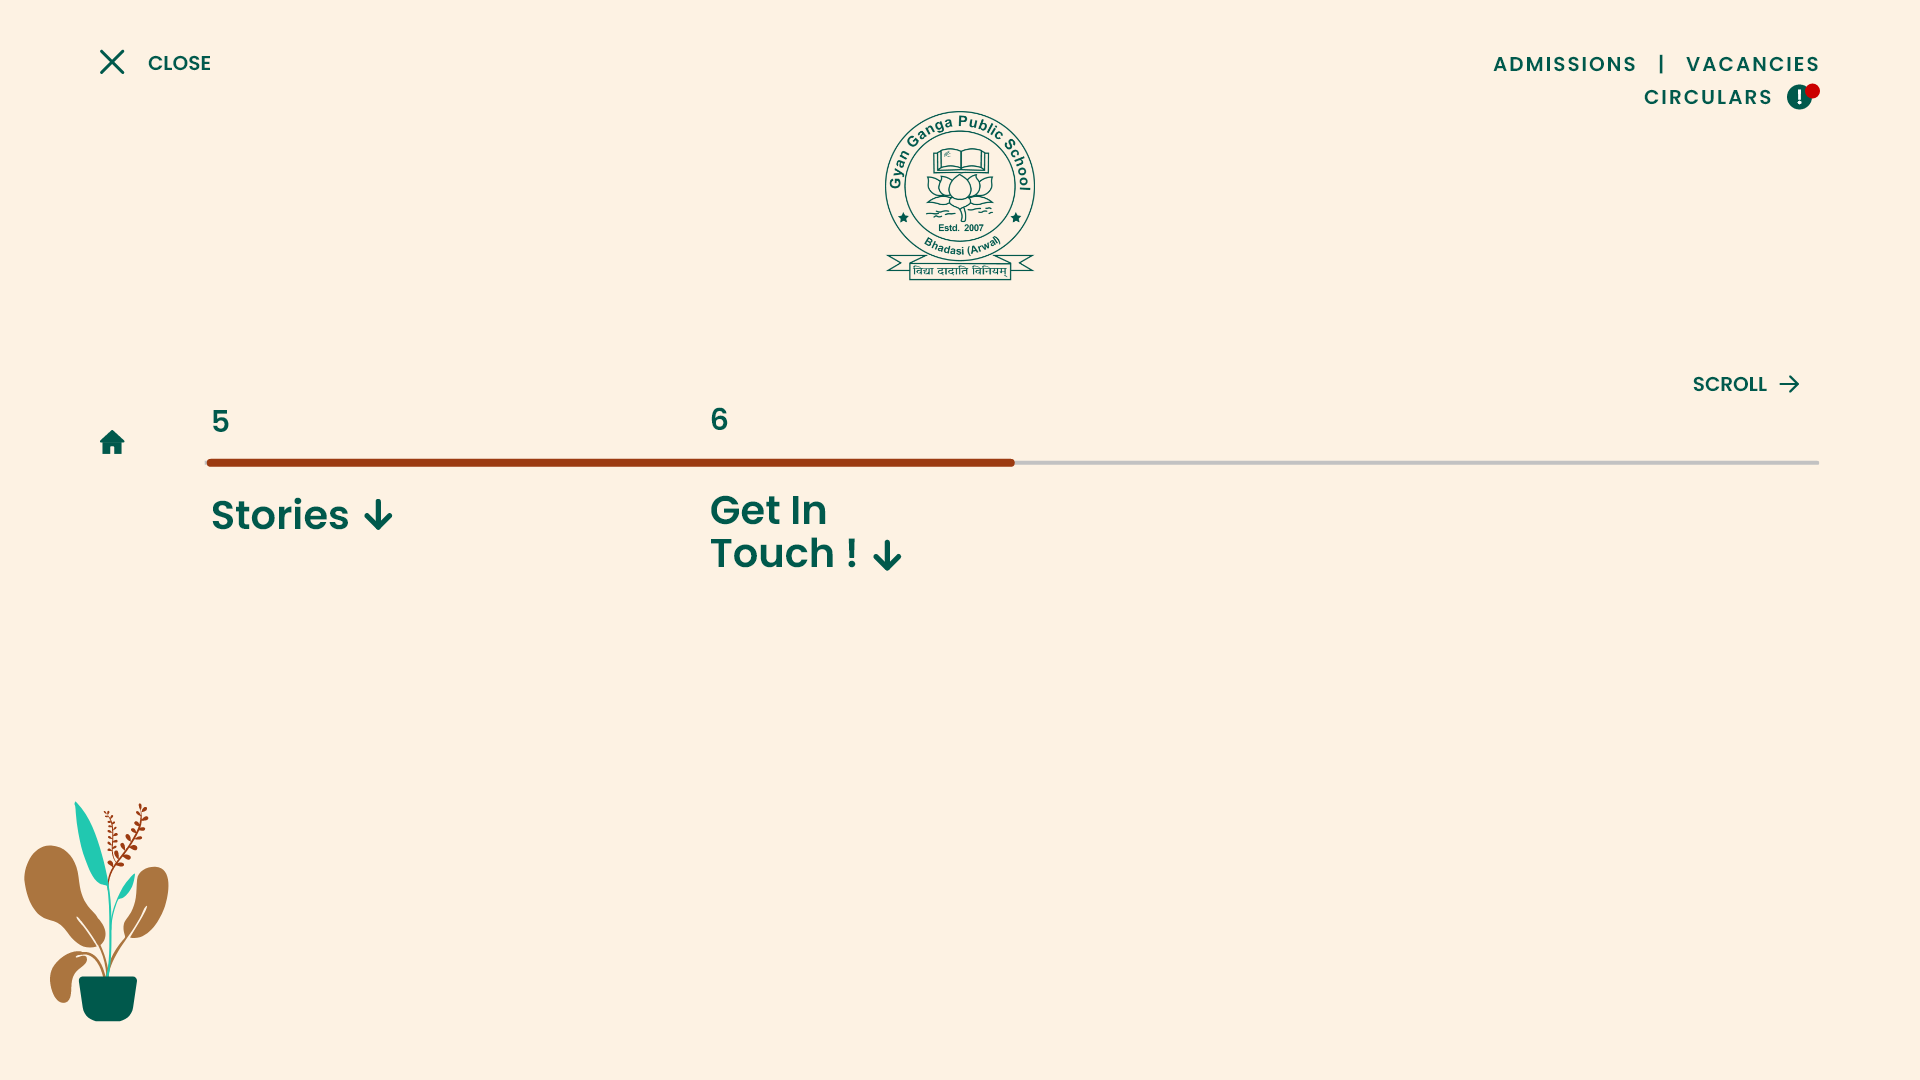 CLOSE
ADMISSIONS | VACANCIES
CIRCULARS !
Gyan Ganga Public School
Estd. 2007
Bhadasi (Arwal)
विद्या दादाति विनियम्
SCROLL →
5
6
Stories ↓
Get In
Touch ! ↓